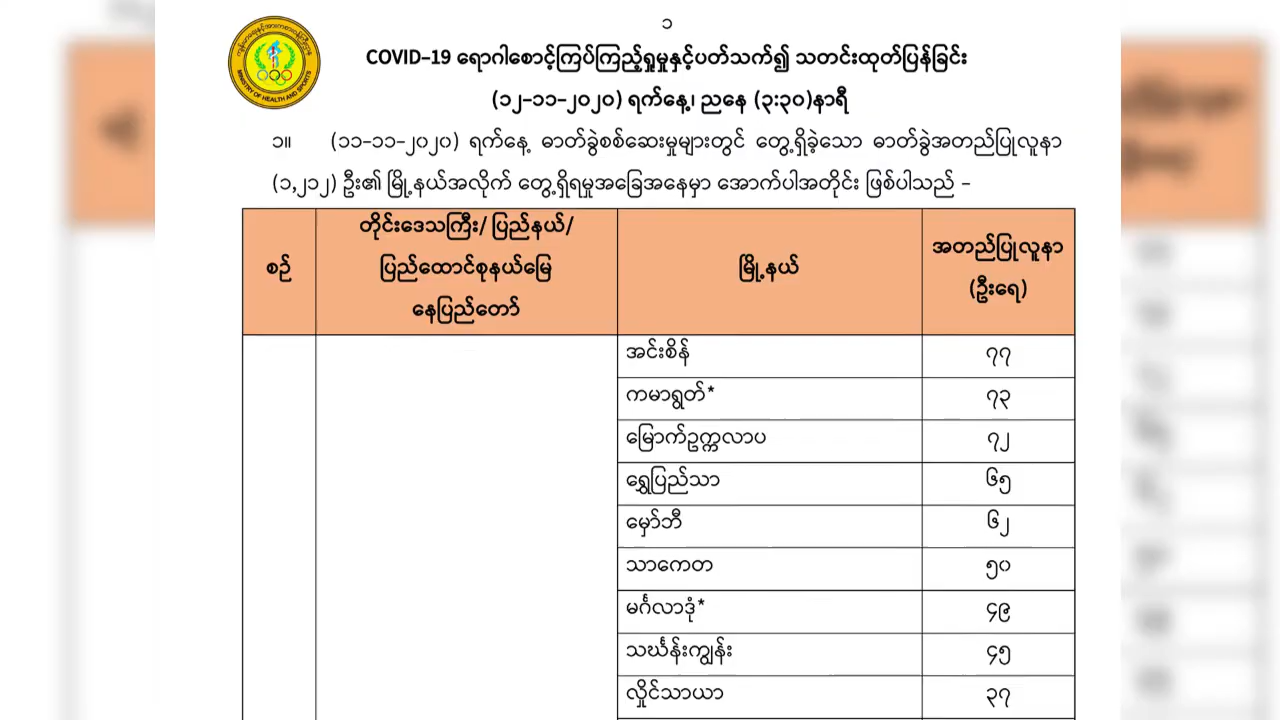 ၁
COVID–19 ရောဂါစောင့်ကြပ်ကြည့်ရှုမှုနှင့်ပတ်သက်၍ သတင်းထုတ်ပြန်ခြင်း
(၁၂–၁၁–၂၀၂၀) ရက်နေ့၊ ညနေ (၃:၃၀)နာရီ
၁။ (၁၁–၁၁–၂၀၂၀) ရက်နေ့ ဓာတ်ခွဲစစ်ဆေးမှုများတွင် တွေ့ရှိခဲ့သော ဓာတ်ခွဲအတည်ပြုလူနာ
(၁,၂၁၂) ဦး၏ မြို့နယ်အလိုက် တွေ့ရှိရမှုအခြေအနေမှာ အောက်ပါအတိုင်း ဖြစ်ပါသည် –
စဉ်
တိုင်းဒေသကြီး/ ပြည်နယ်/
ပြည်ထောင်စုနယ်မြေ
နေပြည်တော်
မြို့နယ်
အတည်ပြုလူနာ
(ဦးရေ)
အင်းစိန် ၇၇
ကမာရွတ်* ၇၃
မြောက်ဥက္ကလာပ ၇၂
ရွှေပြည်သာ ၆၅
မှော်ဘီ ၆၂
သာကေတ ၅၀
မင်္ဂလာဒုံ* ၄၉
သင်္ဃန်းကျွန်း ၄၅
လှိုင်သာယာ ၃၇
MINISTRY OF HEALTH AND SPORTS